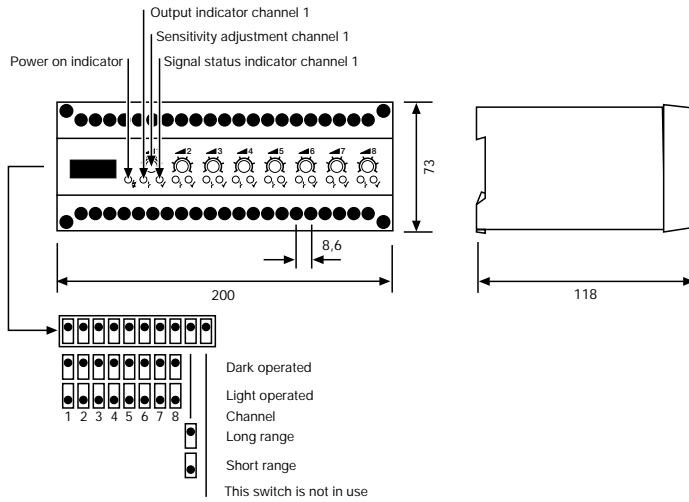 Output indicator channel 1
Sensitivity adjustment channel 1
Power on indicator
Signal status indicator channel 1
1 2 3 4 5 6 7 8
73
8,6
200
118
Dark operated
Light operated
1 2 3 4 5 6 7 8
Channel
Long range
Short range
This switch is not in use